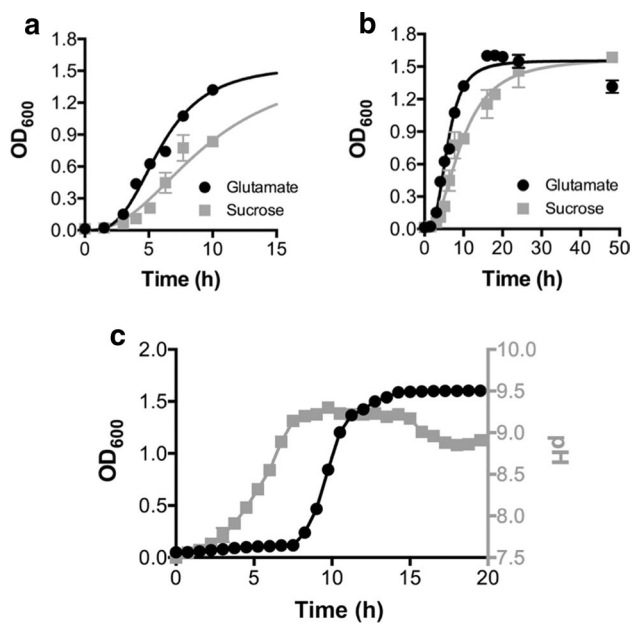 a
1.8
1.5
1.2
0.9
0.6
0.3
0.0
OD600
Glutamate
Sucrose
0 5 10 15
Time (h)
b
1.8
1.5
1.2
0.9
0.6
0.3
0.0
OD600
Glutamate
Sucrose
0 10 20 30 40 50
Time (h)
c
2.0
1.5
1.0
0.5
0.0
OD600
10.0
9.5
9.0
8.5
8.0
7.5
pH
0 5 10 15 20
Time (h)